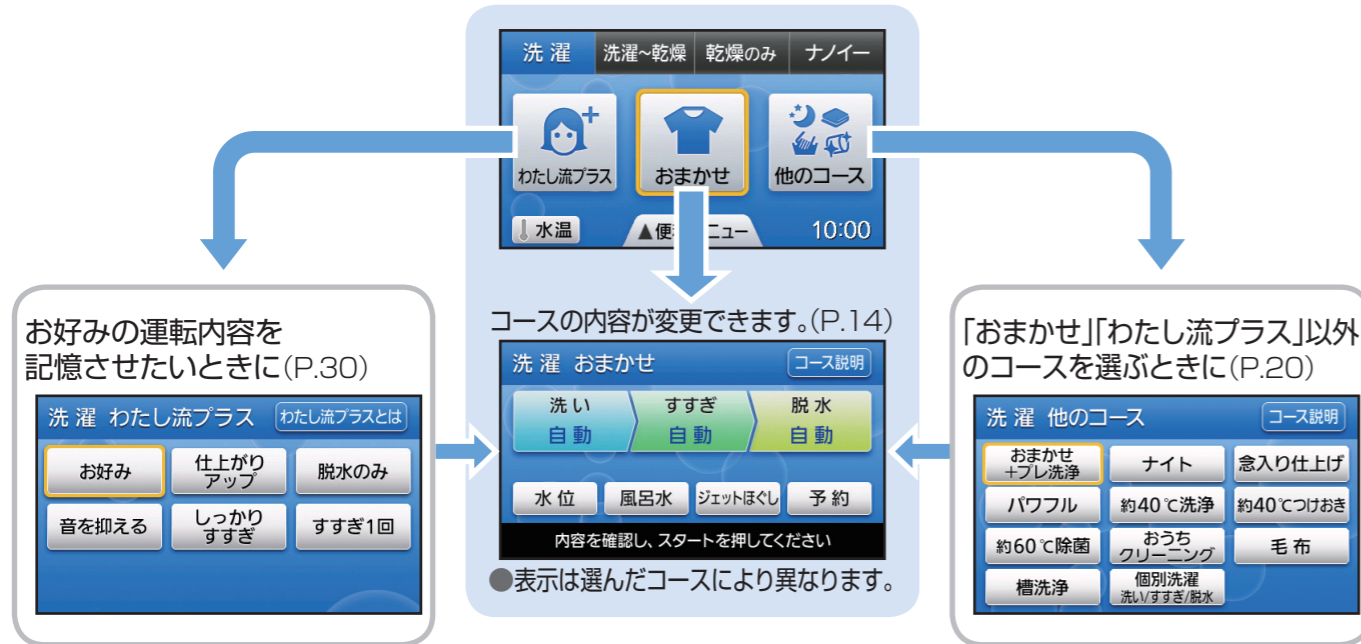 洗濯 洗濯~乾燥 乾燥のみ ナノイー
わたし流プラス おまかせ 他のコース
水温 ▲便 ニュー 10:00
お好みの運転内容を
記憶させたいときに(P.30)
洗濯 わたし流プラス わたし流プラスとは
お好み 仕上がり
アップ 脱水のみ
音を抑える しっかり
すすぎ すすぎ1回
コースの内容が変更できます。(P.14)
洗濯 おまかせ コース説明
洗い すすぎ 脱水
自動 自動 自動
水位 風呂水 ジェットほぐし 予約
内容を確認し、スタートを押してください
●表示は選んだコースにより異なります。
「おまかせ」「わたし流プラス」以外
のコースを選ぶときに(P.20)
洗濯 他のコース コース説明
おまかせ
+プレ洗浄 ナイト 念入り仕上げ
パワフル 約40℃洗浄 約40℃つけおき
約60℃除菌 おうち
クリーニング 毛布
槽洗浄 個別洗濯
洗い/すすぎ/脱水